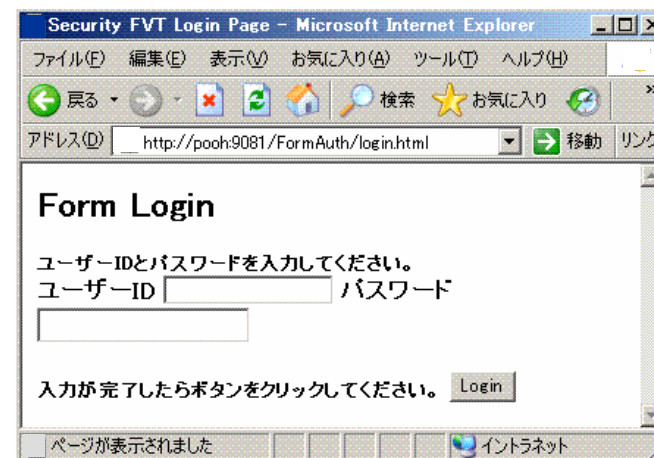 Security FVT Login Page - Microsoft Internet Explorer
ファイル(F) 編集(E) 表示(V) お気に入り(A) ツール(T) ヘルプ(H)
戻る 検索 お気に入り »
アドレス(D) http://pooh:9081/FormAuth/login.html 移動 リンク
Form Login
ユーザーIDとパスワードを入力してください。
ユーザーID パスワード
入力が完了したらボタンをクリックしてください。 Login
ページが表示されました イントラネット